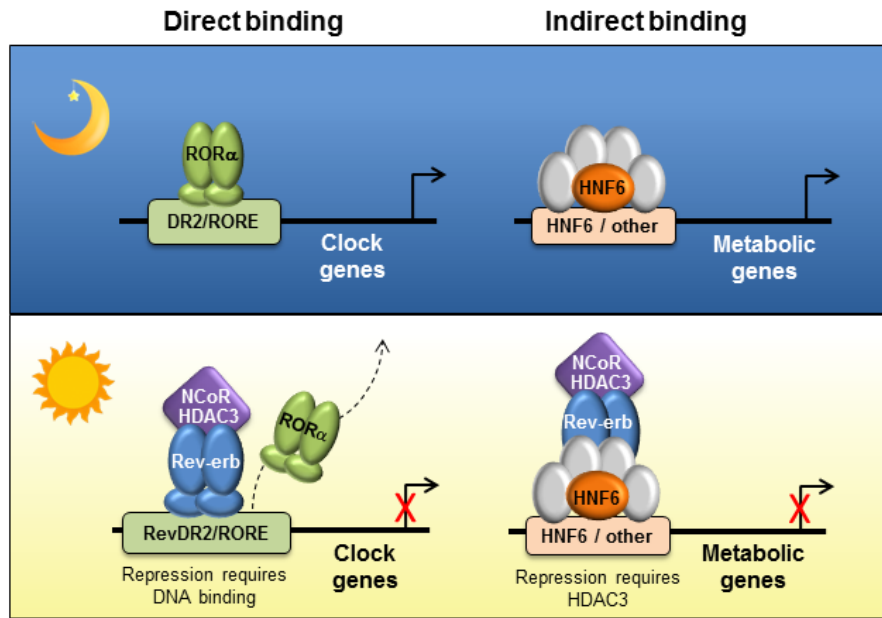 Direct binding
Indirect binding
RORα
DR2/RORE
Clock
genes
HNF6
HNF6 / other
Metabolic
genes
NCoR
HDAC3
Rev-erb
RORα
RevDR2/RORE
Clock
genes
Repression requires
DNA binding
NCoR
HDAC3
Rev-erb
HNF6
HNF6 / other
Metabolic
genes
Repression requires
HDAC3